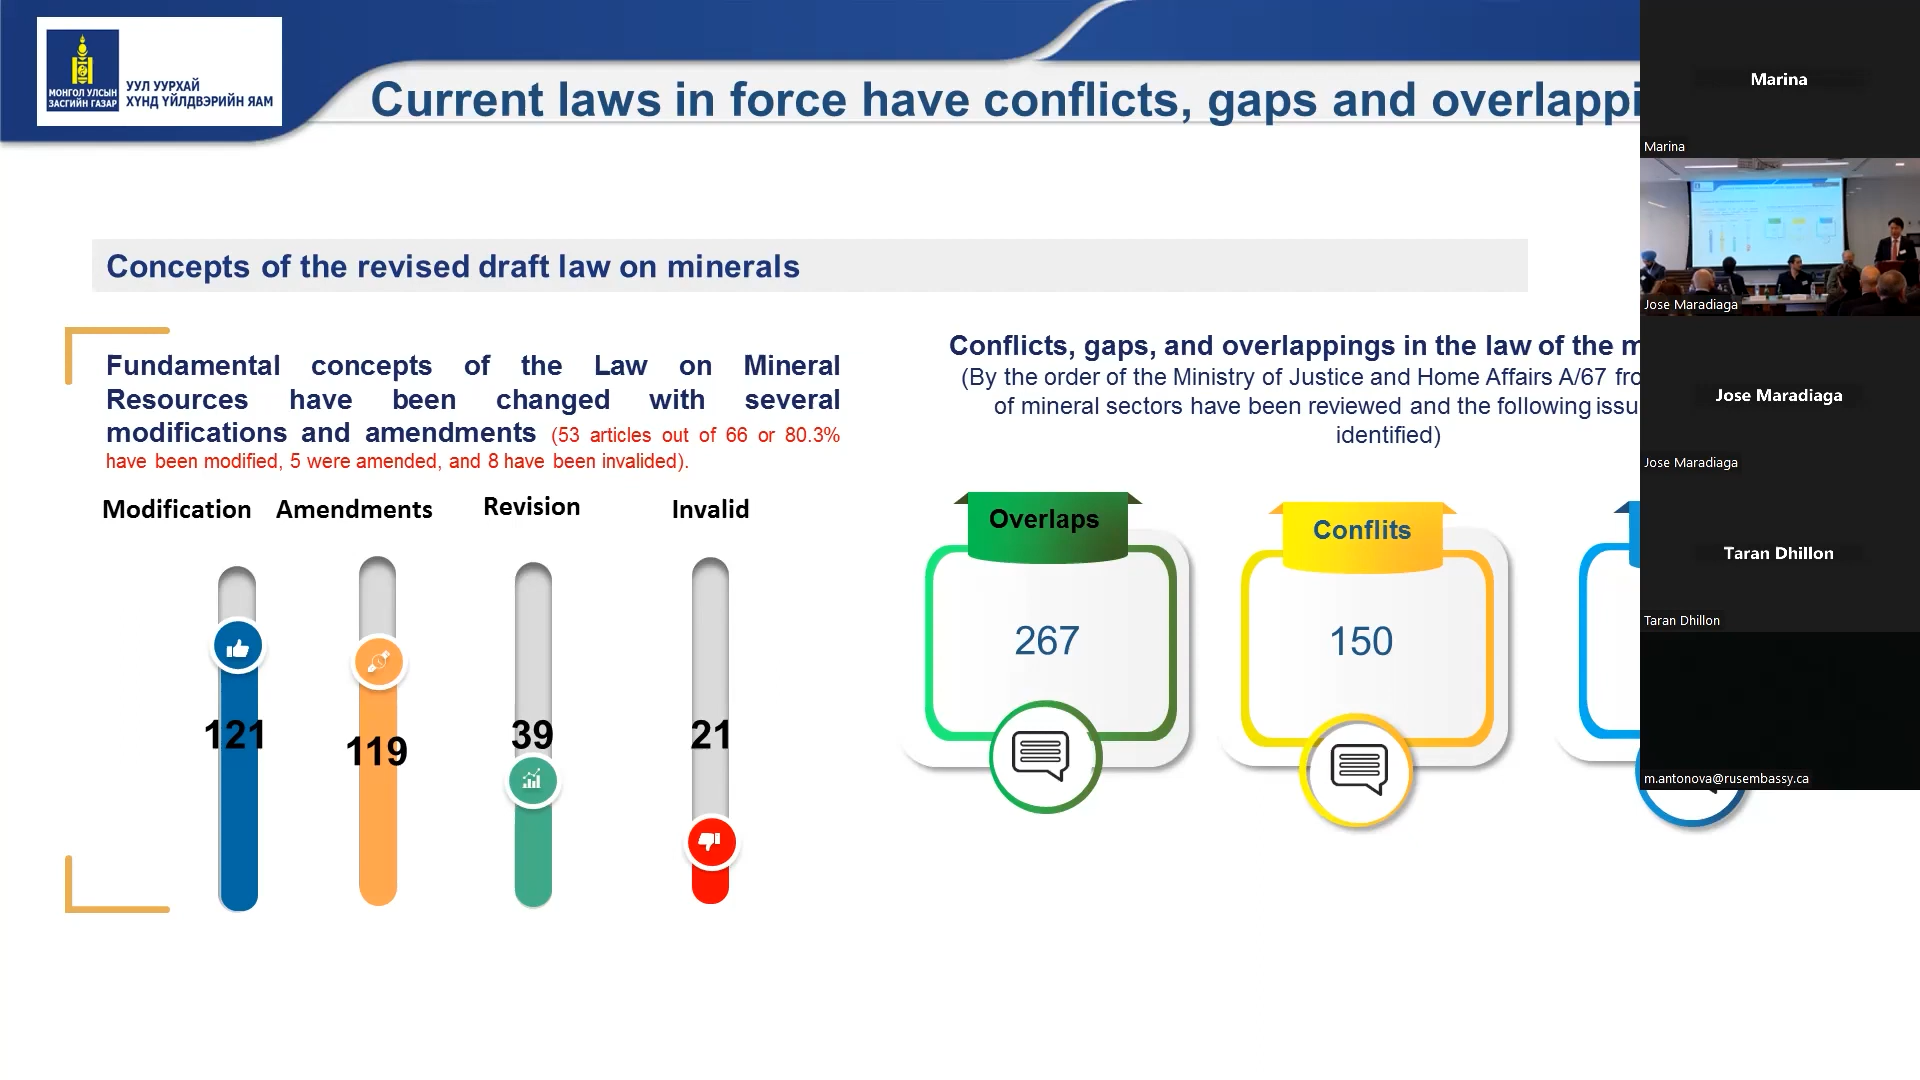 МОНГОЛ УЛСЫН
ЗАСГИЙН ГАЗАР
УУЛ УУРХАЙ
ХҮНД ҮЙЛДВЭРИЙН ЯАМ
Current laws in force have conflicts, gaps and overlappi
Concepts of the revised draft law on minerals
Fundamental concepts of the Law on Mineral
Resources have been changed with several
modifications and amendments (53 articles out of 66 or 80.3%
have been modified, 5 were amended, and 8 have been invalided).
Modification Amendments Revision Invalid
121
119
39
21
Conflicts, gaps, and overlappings in the law of the m
(By the order of the Ministry of Justice and Home Affairs A/67 fro
of mineral sectors have been reviewed and the following issu
identified)
Overlaps
267
Conflits
150
Marina
Marina
Jose Maradiaga
Jose Maradiaga
Jose Maradiaga
Taran Dhillon
Taran Dhillon
m.antonova@rusembassy.ca